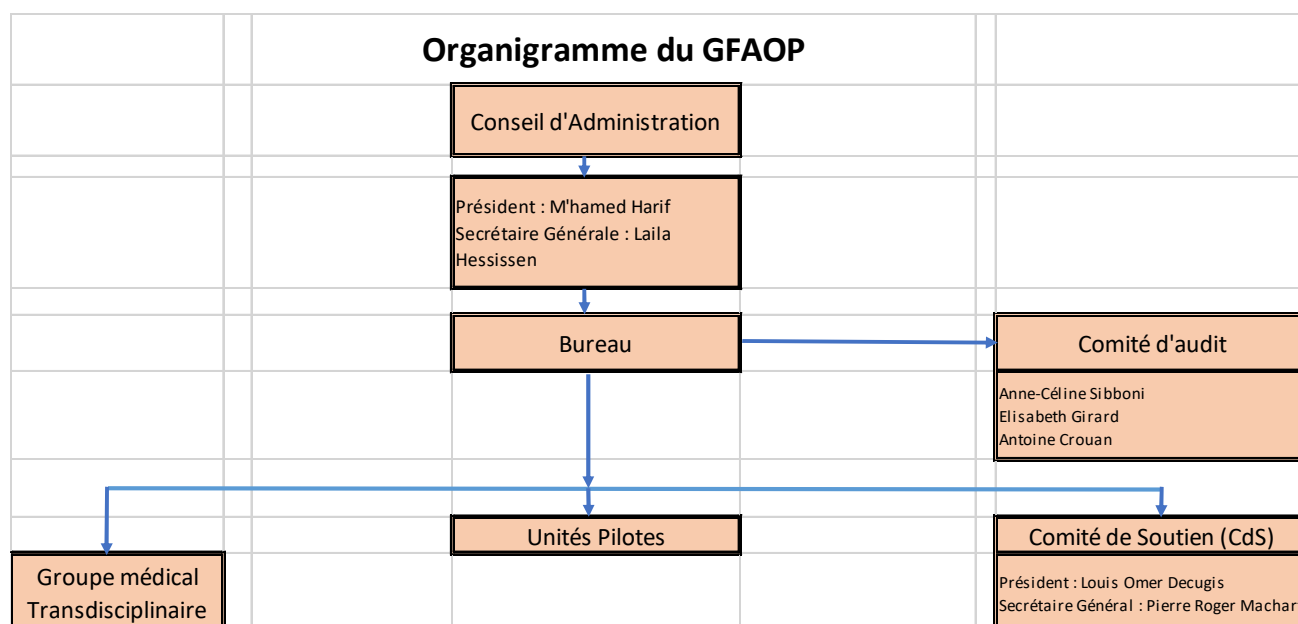 Organigramme du GFAOP
Conseil d'Administration
Président : M'hamed Harif
Secrétaire Générale : Laila
Hessissen
Bureau
Comité d'audit
Anne-Céline Sibboni
Elisabeth Girard
Antoine Crouan
Unités Pilotes
Comité de Soutien (CdS)
Groupe médical
Transdisciplinaire
Président : Louis Omer Decugis
Secrétaire Général : Pierre Roger Machar